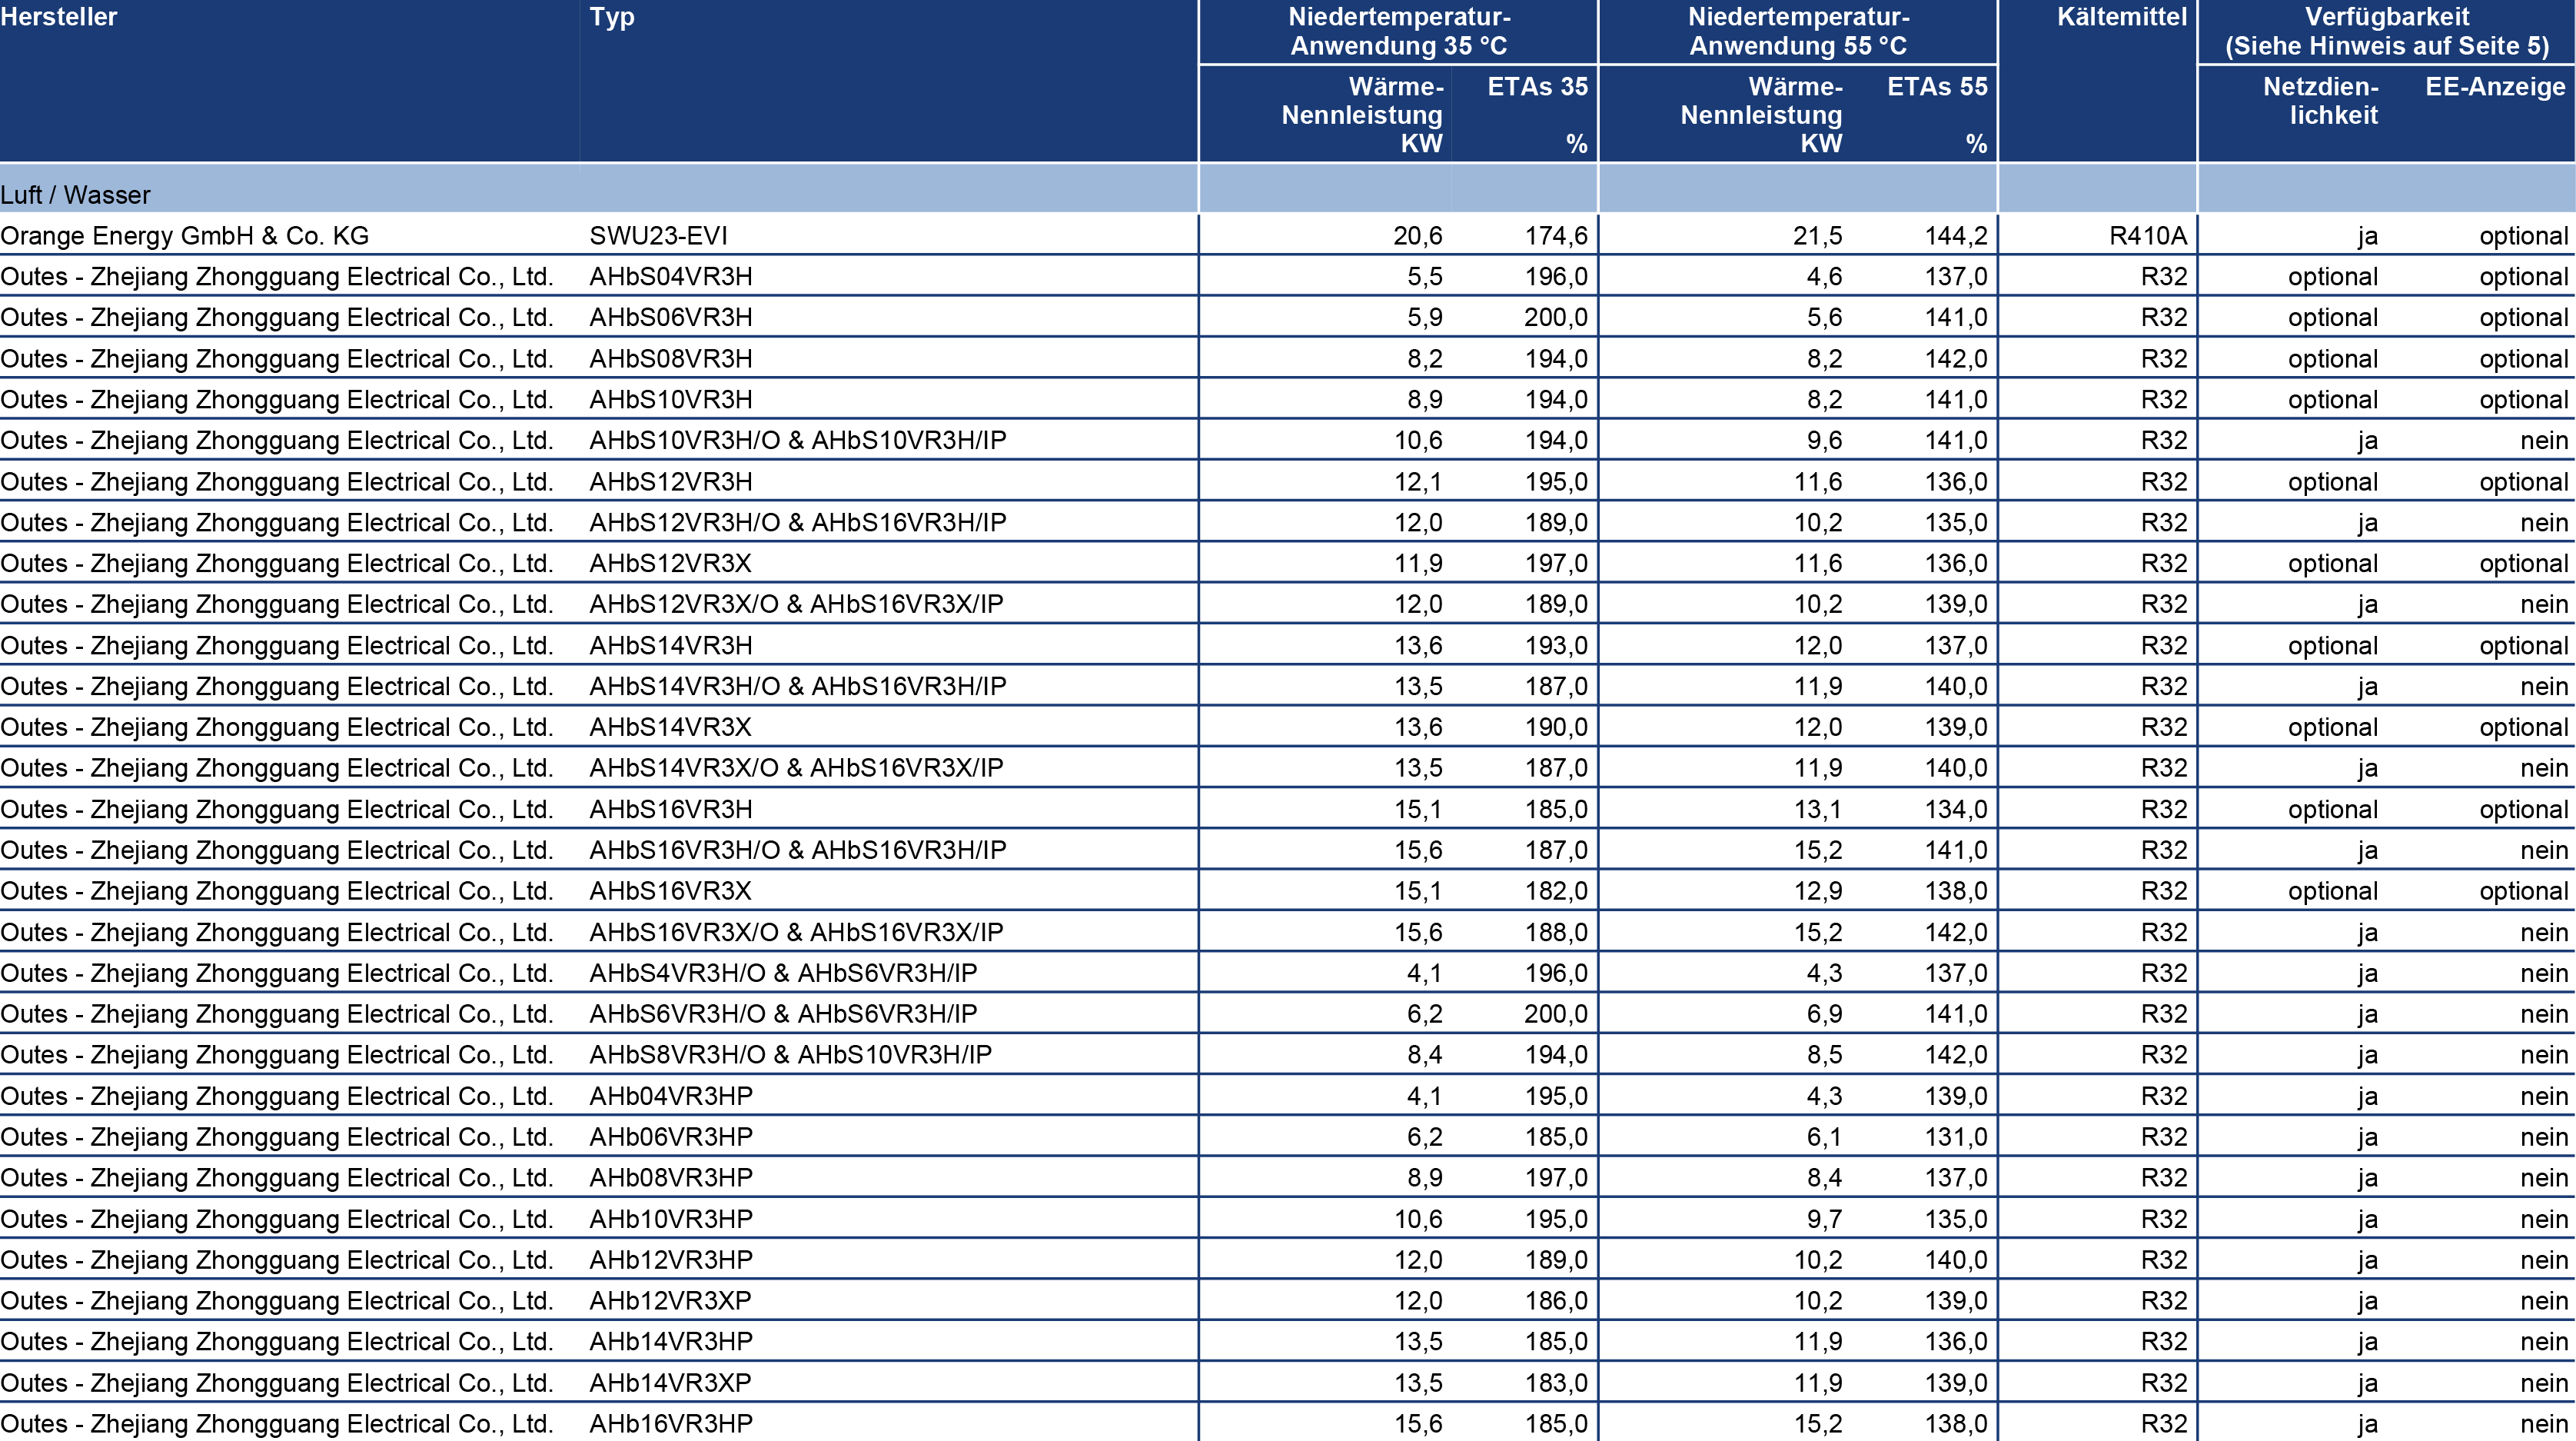 Hersteller Typ Niedertemperatur- Niedertemperatur- Kältemittel Verfügbarkeit
Anwendung 35 °C Anwendung 55 °C (Siehe Hinweis auf Seite 5)
Wärme- ETAs 35 Wärme- ETAs 55 Netzdien- EE-Anzeige
Nennleistung Nennleistung lichkeit
KW % KW %
Luft / Wasser
Orange Energy GmbH & Co. KG SWU23-EVI 20,6 174,6 21,5 144,2 R410A ja optional
Outes - Zhejiang Zhongguang Electrical Co., Ltd. AHbS04VR3H 5,5 196,0 4,6 137,0 R32 optional optional
Outes - Zhejiang Zhongguang Electrical Co., Ltd. AHbS06VR3H 5,9 200,0 5,6 141,0 R32 optional optional
Outes - Zhejiang Zhongguang Electrical Co., Ltd. AHbS08VR3H 8,2 194,0 8,2 142,0 R32 optional optional
Outes - Zhejiang Zhongguang Electrical Co., Ltd. AHbS10VR3H 8,9 194,0 8,2 141,0 R32 optional optional
Outes - Zhejiang Zhongguang Electrical Co., Ltd. AHbS10VR3H/O & AHbS10VR3H/IP 10,6 194,0 9,6 141,0 R32 ja nein
Outes - Zhejiang Zhongguang Electrical Co., Ltd. AHbS12VR3H 12,1 195,0 11,6 136,0 R32 optional optional
Outes - Zhejiang Zhongguang Electrical Co., Ltd. AHbS12VR3H/O & AHbS16VR3H/IP 12,0 189,0 10,2 135,0 R32 ja nein
Outes - Zhejiang Zhongguang Electrical Co., Ltd. AHbS12VR3X 11,9 197,0 11,6 136,0 R32 optional optional
Outes - Zhejiang Zhongguang Electrical Co., Ltd. AHbS12VR3X/O & AHbS16VR3X/IP 12,0 189,0 10,2 139,0 R32 ja nein
Outes - Zhejiang Zhongguang Electrical Co., Ltd. AHbS14VR3H 13,6 193,0 12,0 137,0 R32 optional optional
Outes - Zhejiang Zhongguang Electrical Co., Ltd. AHbS14VR3H/O & AHbS16VR3H/IP 13,5 187,0 11,9 140,0 R32 ja nein
Outes - Zhejiang Zhongguang Electrical Co., Ltd. AHbS14VR3X 13,6 190,0 12,0 139,0 R32 optional optional
Outes - Zhejiang Zhongguang Electrical Co., Ltd. AHbS14VR3X/O & AHbS16VR3X/IP 13,5 187,0 11,9 140,0 R32 ja nein
Outes - Zhejiang Zhongguang Electrical Co., Ltd. AHbS16VR3H 15,1 185,0 13,1 134,0 R32 optional optional
Outes - Zhejiang Zhongguang Electrical Co., Ltd. AHbS16VR3H/O & AHbS16VR3H/IP 15,6 187,0 15,2 141,0 R32 ja nein
Outes - Zhejiang Zhongguang Electrical Co., Ltd. AHbS16VR3X 15,1 182,0 12,9 138,0 R32 optional optional
Outes - Zhejiang Zhongguang Electrical Co., Ltd. AHbS16VR3X/O & AHbS16VR3X/IP 15,6 188,0 15,2 142,0 R32 ja nein
Outes - Zhejiang Zhongguang Electrical Co., Ltd. AHbS4VR3H/O & AHbS6VR3H/IP 4,1 196,0 4,3 137,0 R32 ja nein
Outes - Zhejiang Zhongguang Electrical Co., Ltd. AHbS6VR3H/O & AHbS6VR3H/IP 6,2 200,0 6,9 141,0 R32 ja nein
Outes - Zhejiang Zhongguang Electrical Co., Ltd. AHbS8VR3H/O & AHbS10VR3H/IP 8,4 194,0 8,5 142,0 R32 ja nein
Outes - Zhejiang Zhongguang Electrical Co., Ltd. AHb04VR3HP 4,1 195,0 4,3 139,0 R32 ja nein
Outes - Zhejiang Zhongguang Electrical Co., Ltd. AHb06VR3HP 6,2 185,0 6,1 131,0 R32 ja nein
Outes - Zhejiang Zhongguang Electrical Co., Ltd. AHb08VR3HP 8,9 197,0 8,4 137,0 R32 ja nein
Outes - Zhejiang Zhongguang Electrical Co., Ltd. AHb10VR3HP 10,6 195,0 9,7 135,0 R32 ja nein
Outes - Zhejiang Zhongguang Electrical Co., Ltd. AHb12VR3HP 12,0 189,0 10,2 140,0 R32 ja nein
Outes - Zhejiang Zhongguang Electrical Co., Ltd. AHb12VR3XP 12,0 186,0 10,2 139,0 R32 ja nein
Outes - Zhejiang Zhongguang Electrical Co., Ltd. AHb14VR3HP 13,5 185,0 11,9 136,0 R32 ja nein
Outes - Zhejiang Zhongguang Electrical Co., Ltd. AHb14VR3XP 13,5 183,0 11,9 139,0 R32 ja nein
Outes - Zhejiang Zhongguang Electrical Co., Ltd. AHb16VR3HP 15,6 185,0 15,2 138,0 R32 ja nein